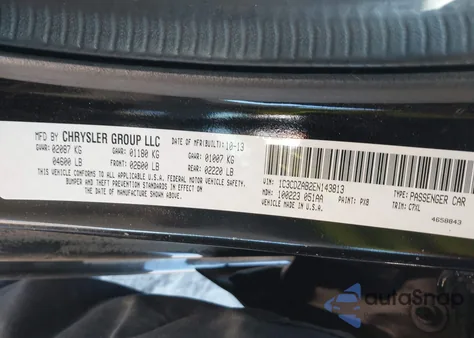 MFD BY CHRYSLER GROUP LLC DATE OF MFR(BUILT): 10-13
GVWR: 02087 KG GAWR: 01180 KG GAWR: 01007 KG
04600 LB FRONT: 02600 LB REAR: 02220 LB
THIS VEHICLE CONFORMS TO ALL APPLICABLE U.S.A. FEDERAL MOTOR VEHICLE SAFETY,
BUMPER AND THEFT PREVENTION STANDARDS IN EFFECT ON THE
DATE OF MANUFACTURE SHOWN ABOVE.
VIN: 1C3CDZAB2EN143813 TYPE: PASSENGER CAR
MDH: 100223 051AA PAINT: PX8 TRIM: C7XL
VEHICLE MADE IN U.S.A. 4658843
autoSnap